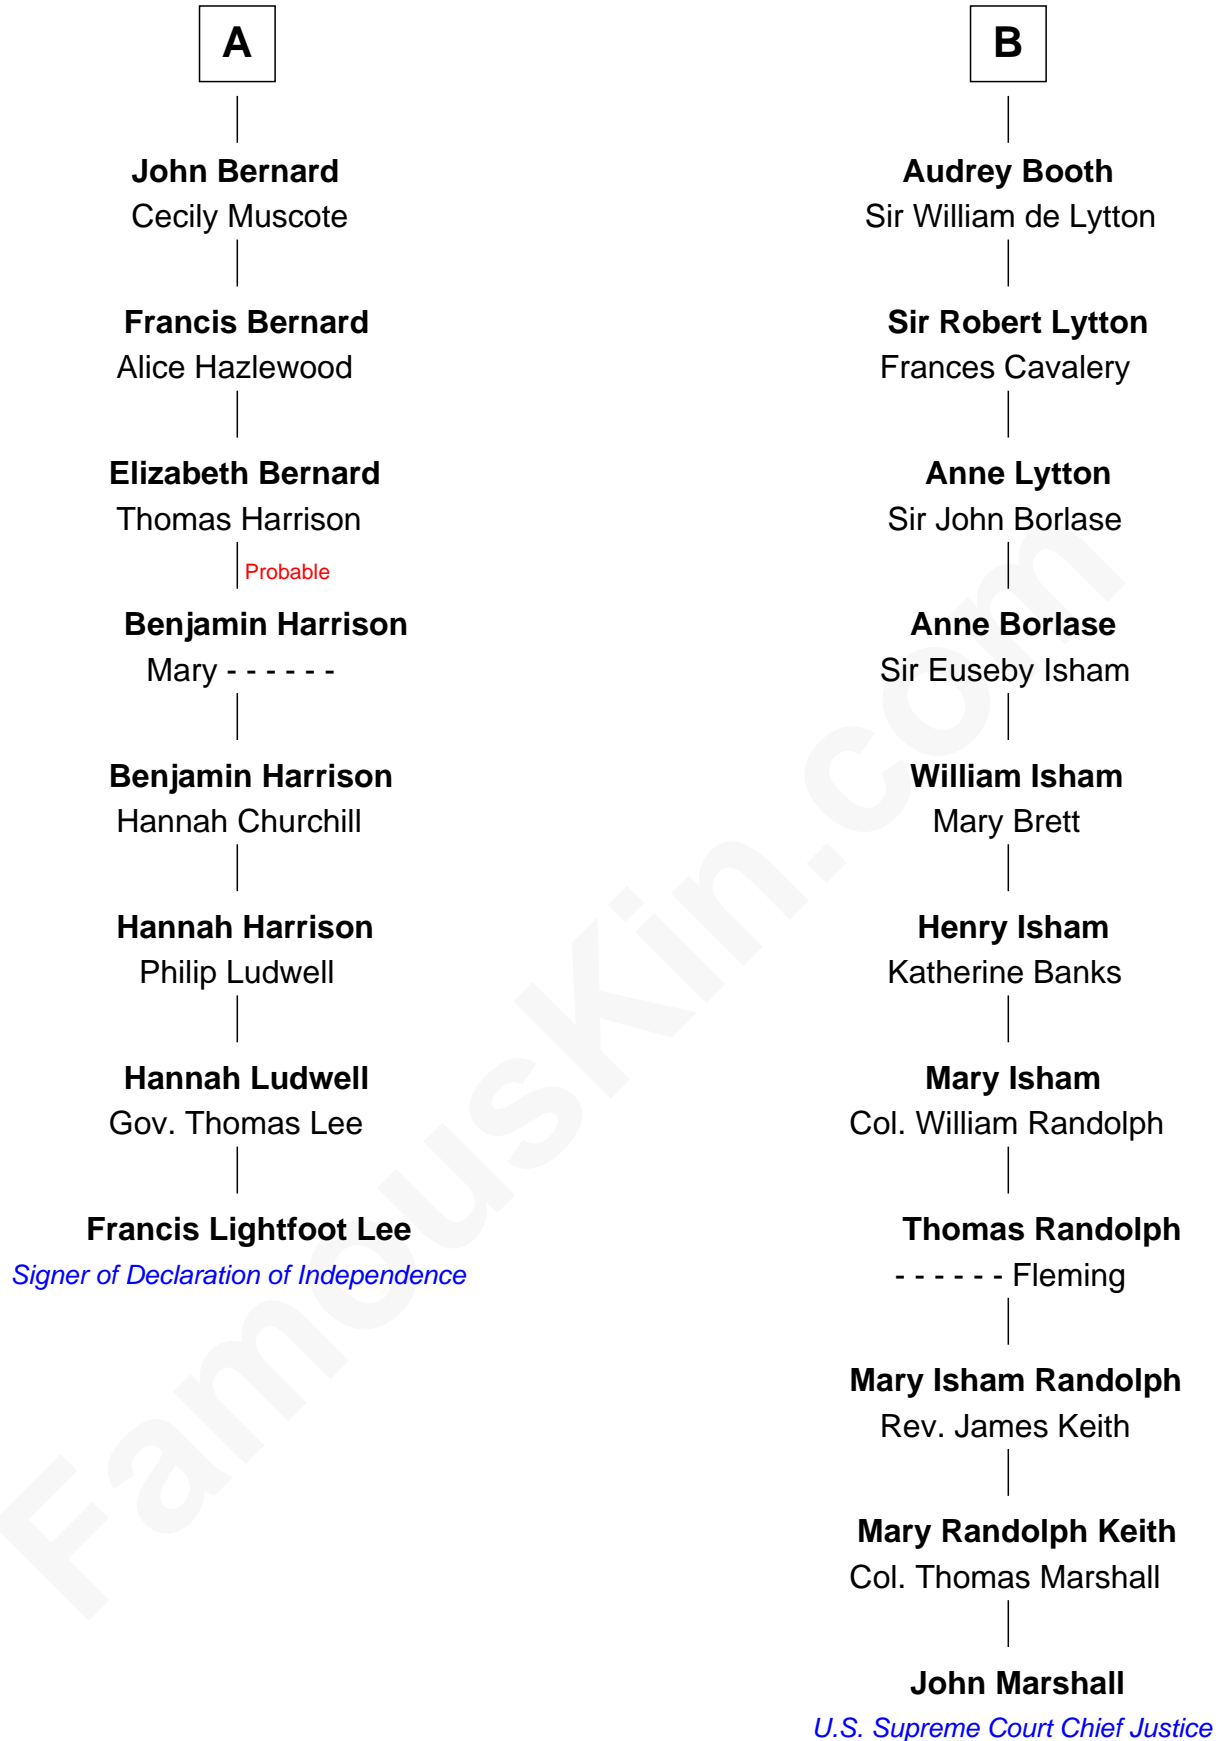 A
John Bernard
Cecily Muscote
Francis Bernard
Alice Hazlewood
Elizabeth Bernard
Thomas Harrison
Probable
Benjamin Harrison
Mary - - - - - -
Benjamin Harrison
Hannah Churchill
Hannah Harrison
Philip Ludwell
Hannah Ludwell
Gov. Thomas Lee
Francis Lightfoot Lee
Signer of Declaration of Independence
B
Audrey Booth
Sir William de Lytton
Sir Robert Lytton
Frances Cavalery
Anne Lytton
Sir John Borlase
Anne Borlase
Sir Euseby Isham
William Isham
Mary Brett
Henry Isham
Katherine Banks
Mary Isham
Col. William Randolph
Thomas Randolph
- - - - - - Fleming
Mary Isham Randolph
Rev. James Keith
Mary Randolph Keith
Col. Thomas Marshall
John Marshall
U.S. Supreme Court Chief Justice
FamousKin.com